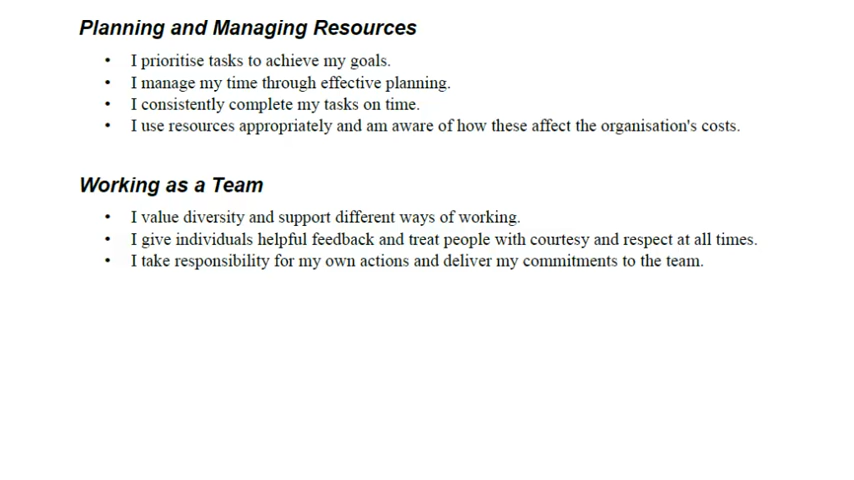 Planning and Managing Resources
• I prioritise tasks to achieve my goals.
• I manage my time through effective planning.
• I consistently complete my tasks on time.
• I use resources appropriately and am aware of how these affect the organisation's costs.
Working as a Team
• I value diversity and support different ways of working.
• I give individuals helpful feedback and treat people with courtesy and respect at all times.
• I take responsibility for my own actions and deliver my commitments to the team.